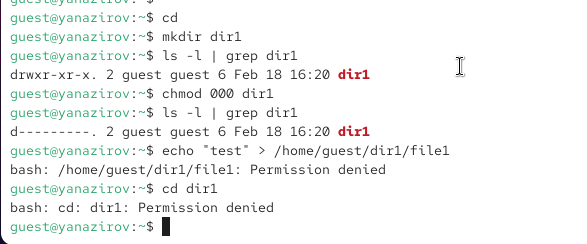 guest@yanazirov:~$ cd
guest@yanazirov:~$ mkdir dir1
guest@yanazirov:~$ ls -l | grep dir1
drwxr-xr-x. 2 guest guest 6 Feb 18 16:20 dir1
guest@yanazirov:~$ chmod 000 dir1
guest@yanazirov:~$ ls -l | grep dir1
d---------. 2 guest guest 6 Feb 18 16:20 dir1
guest@yanazirov:~$ echo "test" > /home/guest/dir1/file1
bash: /home/guest/dir1/file1: Permission denied
guest@yanazirov:~$ cd dir1
bash: cd: dir1: Permission denied
guest@yanazirov:~$